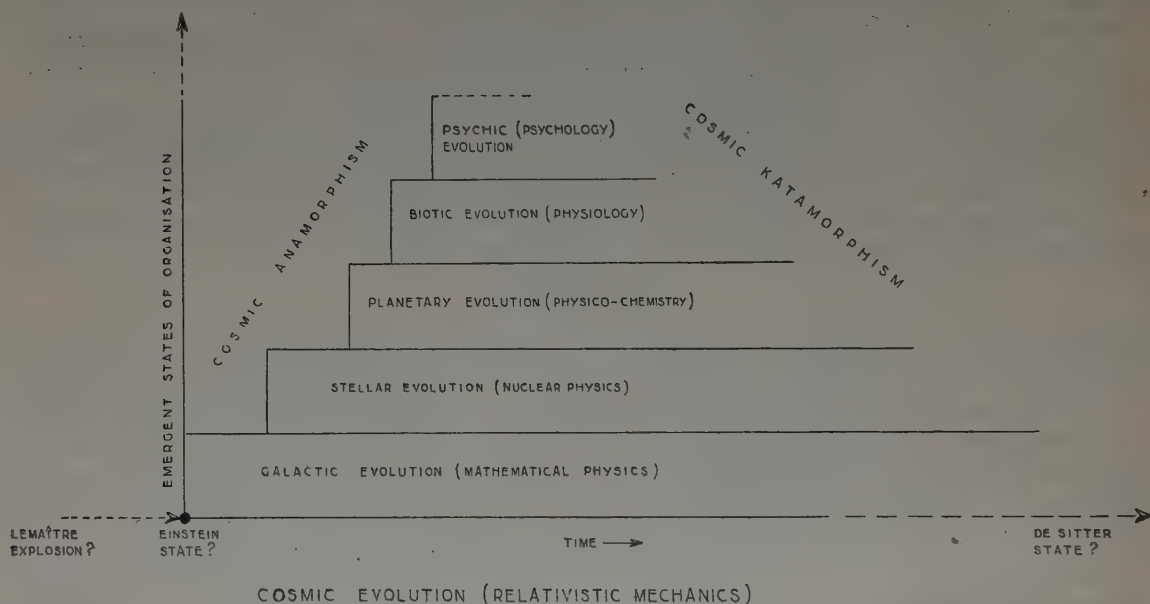 EMERGENT STATES OF ORGANISATION
COSMIC ANAMORPHISM
COSMIC KATAMORPHISM
PSYCHIC (PSYCHOLOGY)
EVOLUTION
BIOTIC EVOLUTION (PHYSIOLOGY)
PLANETARY EVOLUTION (PHYSICO-CHEMISTRY)
STELLAR EVOLUTION (NUCLEAR PHYSICS)
GALACTIC EVOLUTION (MATHEMATICAL PHYSICS)
LEMAÎTRE
EXPLOSION?
EINSTEIN
STATE?
TIME
DE SITTER
STATE?
COSMIC EVOLUTION (RELATIVISTIC MECHANICS)